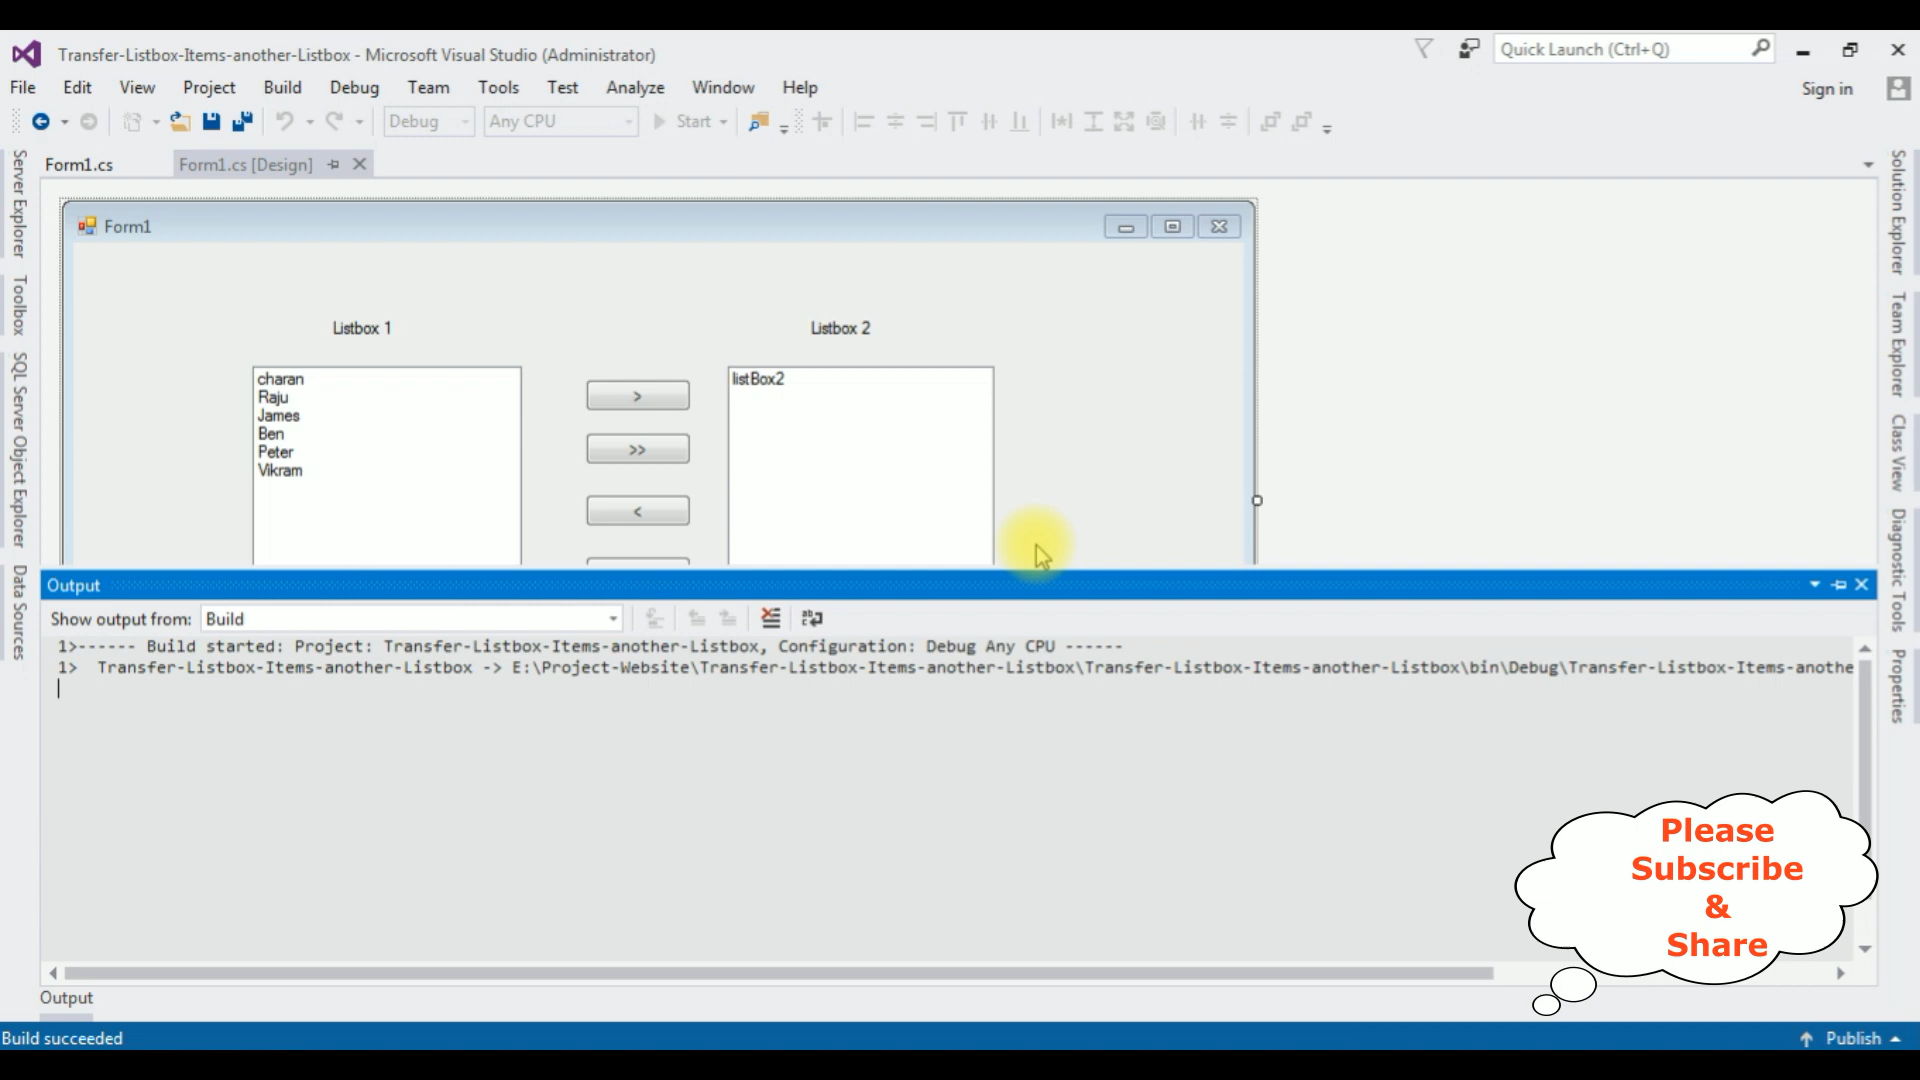 Transfer-Listbox-Items-another-Listbox - Microsoft Visual Studio (Administrator)
Quick Launch (Ctrl+Q)
File Edit View Project Build Debug Team Tools Test Analyze Window Help
Sign in
Debug Any CPU Start
Form1.cs
Form1.cs [Design]
Server Explorer
Toolbox
SQL Server Object Explorer
Data Sources
Form1
Listbox 1
Listbox 2
charan
Raju
James
Ben
Peter
Vikram
>
>>
<
listBox2
Solution Explorer
Team Explorer
Class View
Diagnostic Tools
Properties
Output
Show output from: Build
1>------ Build started: Project: Transfer-Listbox-Items-another-Listbox, Configuration: Debug Any CPU ------
1>  Transfer-Listbox-Items-another-Listbox -> E:\Project-Website\Transfer-Listbox-Items-another-Listbox\Transfer-Listbox-Items-another-Listbox\bin\Debug\Transfer-Listbox-Items-anothe
Please
Subscribe
&
Share
Output
Build succeeded
Publish